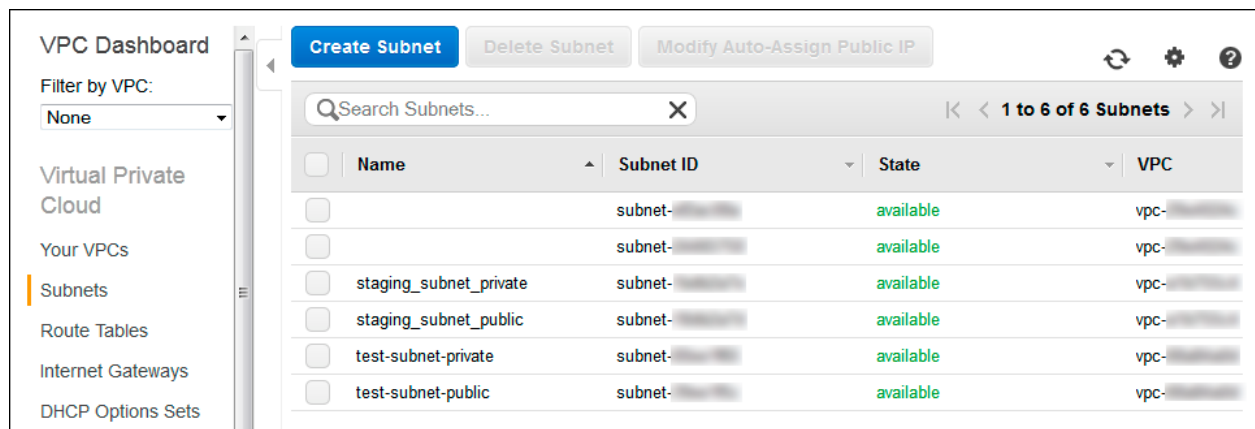 VPC Dashboard
Filter by VPC:
None
Virtual Private
Cloud
Your VPCs
Subnets
Route Tables
Internet Gateways
DHCP Options Sets
Create Subnet Delete Subnet Modify Auto-Assign Public IP
Search Subnets... X 1 to 6 of 6 Subnets
Name Subnet ID State VPC
subnet- available vpc-
subnet- available vpc-
staging_subnet_private subnet- available vpc-
staging_subnet_public subnet- available vpc-
test-subnet-private subnet- available vpc-
test-subnet-public subnet- available vpc-